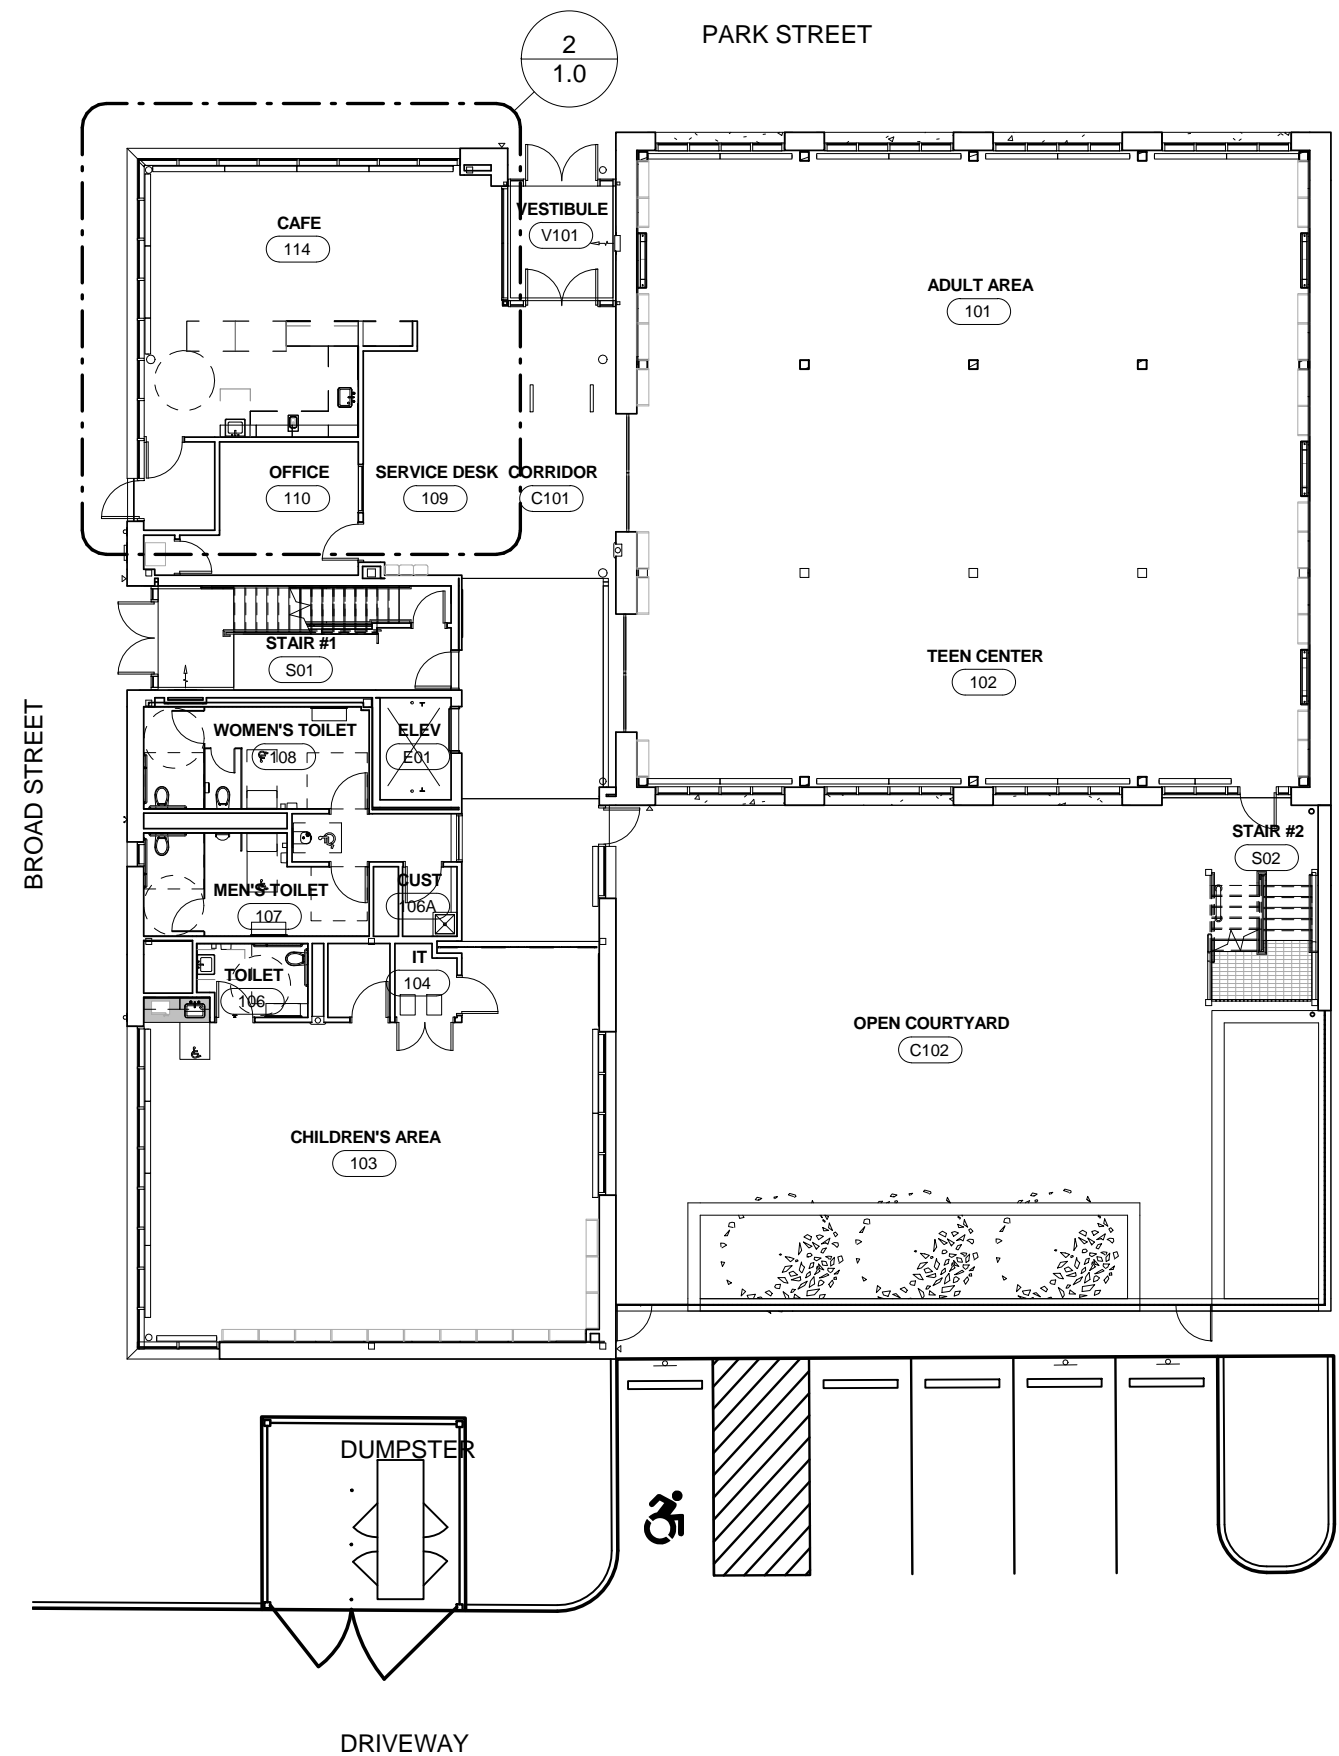 PARK STREET
2
1.0
CAFE
114
VESTIBULE
V101
ADULT AREA
101
OFFICE
110
SERVICE DESK
109
CORRIDOR
C101
STAIR #1
S01
TEEN CENTER
102
BROAD STREET
WOMEN'S TOILET
108
ELEV
E01
STAIR #2
S02
MEN'S TOILET
107
CUST
106A
TOILET
106
IT
104
OPEN COURTYARD
C102
CHILDREN'S AREA
103
DUMPSTER
DRIVEWAY